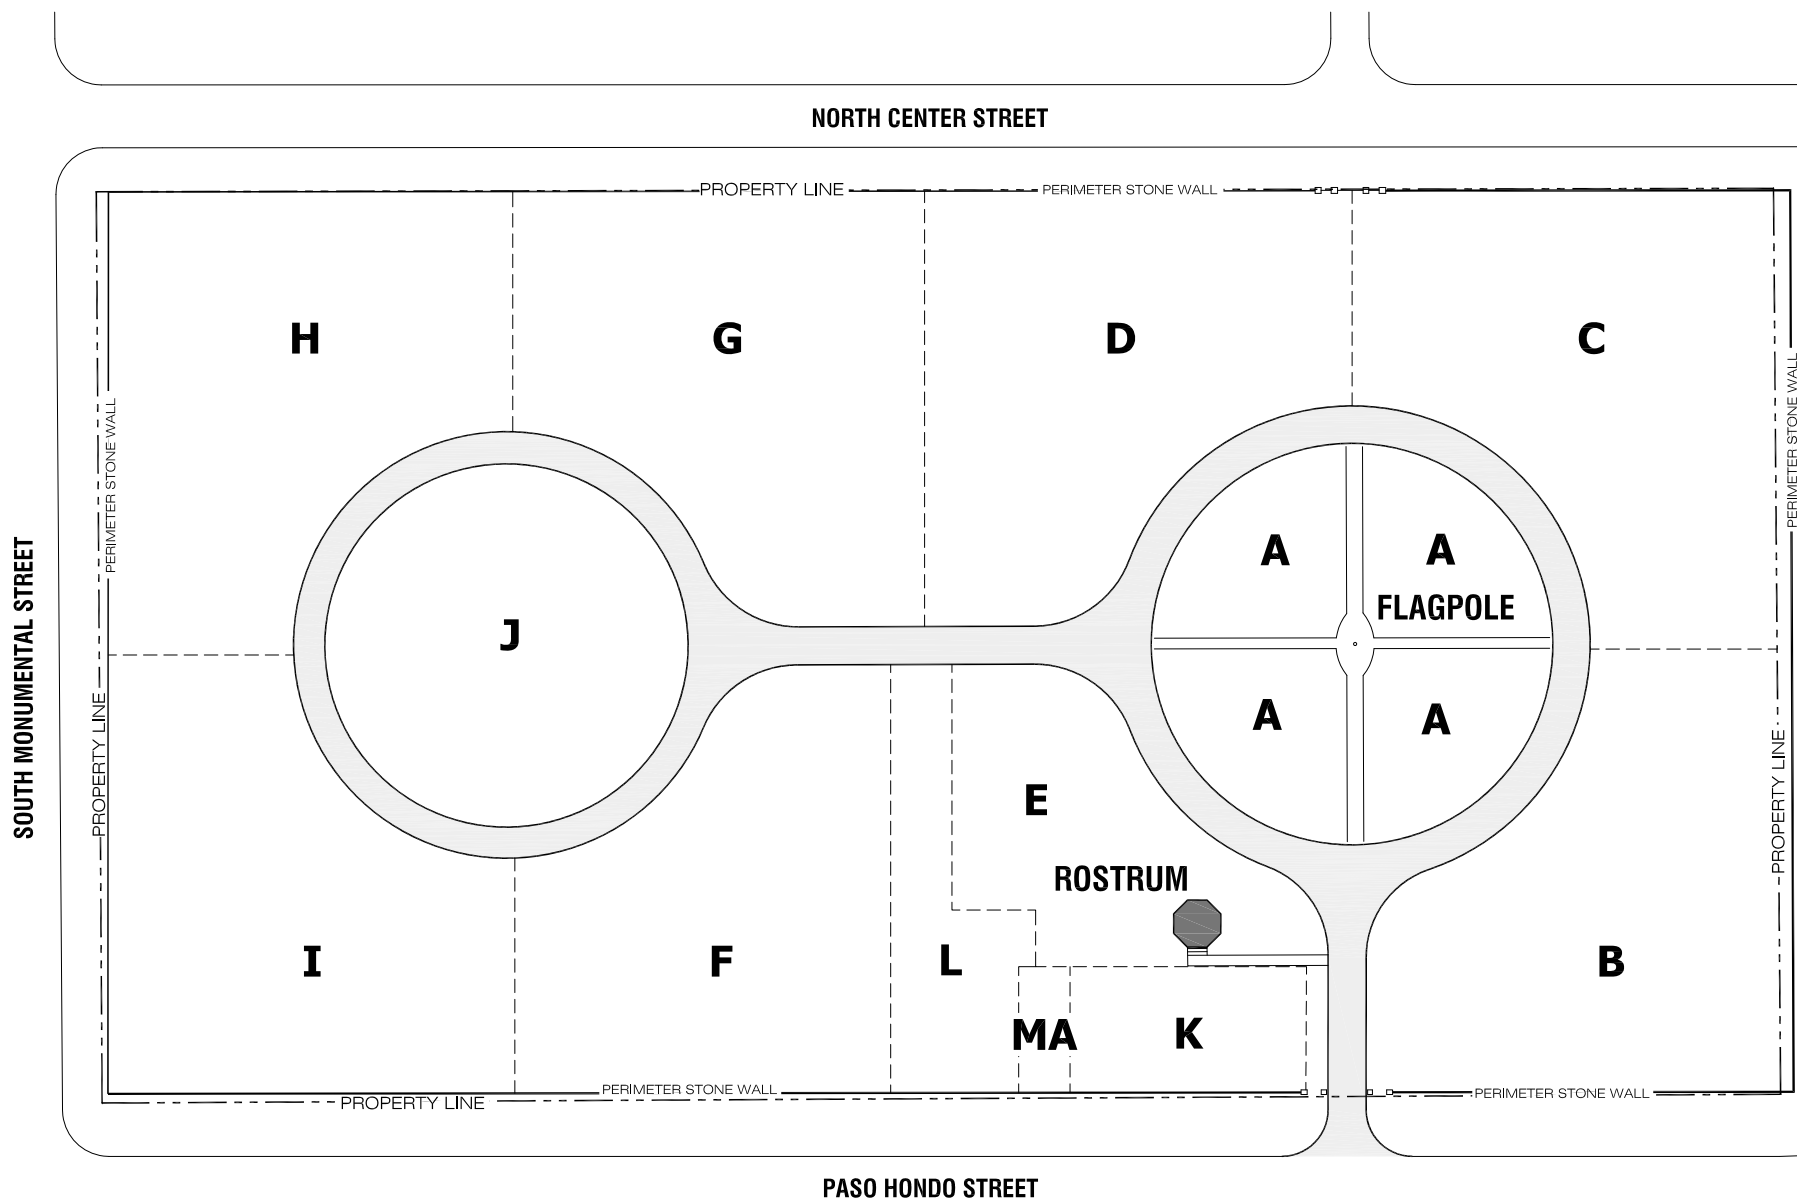 NORTH CENTER STREET
PROPERTY LINE
PERIMETER STONE WALL
H
G
D
C
PERIMETER STONE WALL
PERIMETER STONE WALL
A
A
FLAGPOLE
J
SOUTH MONUMENTAL STREET
PROPERTY LINE
A
A
PROPERTY LINE
E
ROSTRUM
I
F
L
B
MA
K
PERIMETER STONE WALL
PERIMETER STONE WALL
PROPERTY LINE
PASO HONDO STREET